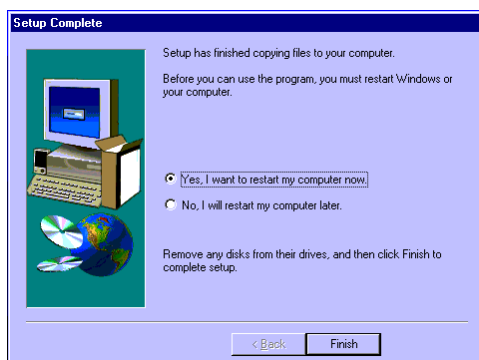 Setup Complete
Setup has finished copying files to your computer.
Before you can use the program, you must restart Windows or
your computer.
Yes, I want to restart my computer now.
No, I will restart my computer later.
Remove any disks from their drives, and then click Finish to
complete setup.
< Back
Finish